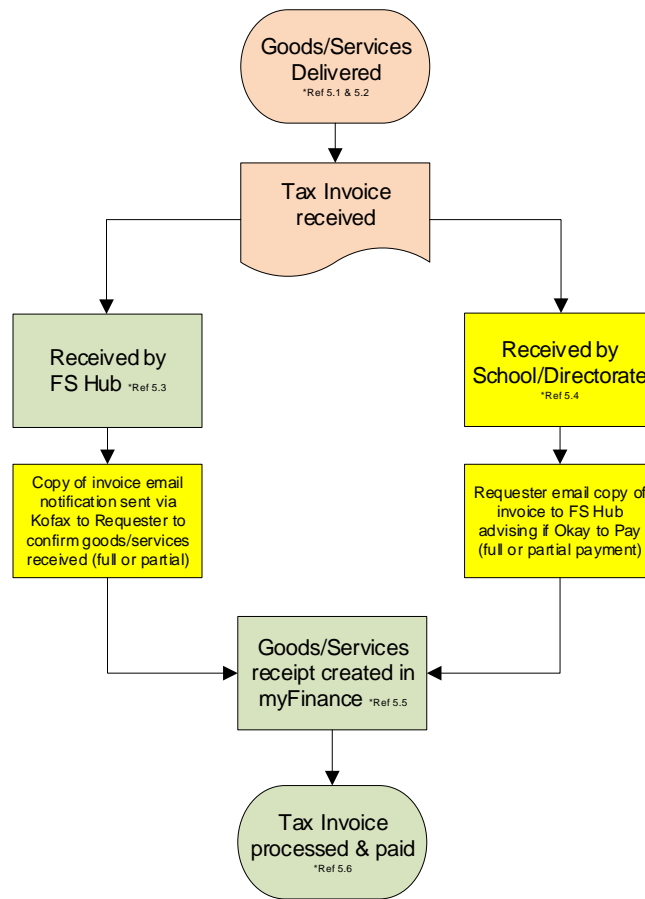 Goods/Services
Delivered
*Ref 5.1 & 5.2
Tax Invoice
received
Received by
FS Hub *Ref 5.3
Received by
School/Directorate
*Ref 5.4
Copy of invoice email
notification sent via
Kofax to Requester to
confirm goods/services
received (full or partial)
Requester email copy of
invoice to FS Hub
advising if Okay to Pay
(full or partial payment)
Goods/Services
receipt created in
myFinance *Ref 5.5
Tax Invoice
processed & paid
*Ref 5.6